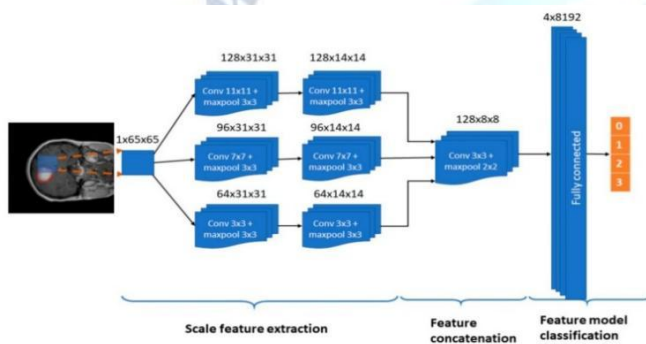 4x8192
128x31x31
128x14x14
Conv 11x11 +
maxpool 3x3
Conv 11x11 +
maxpool 3x3
1x65x65
96x31x31
96x14x14
128x8x8
Conv 7x7 +
maxpool 3x3
Conv 7x7 +
maxpool 3x3
Conv 3x3 +
maxpool 2x2
64x31x31
64x14x14
Conv 3x3 +
maxpool 3x3
Conv 3x3 +
maxpool 3x3
Fully connected
0
1
2
3
Scale feature extraction
Feature
concatenation
Feature model
classification